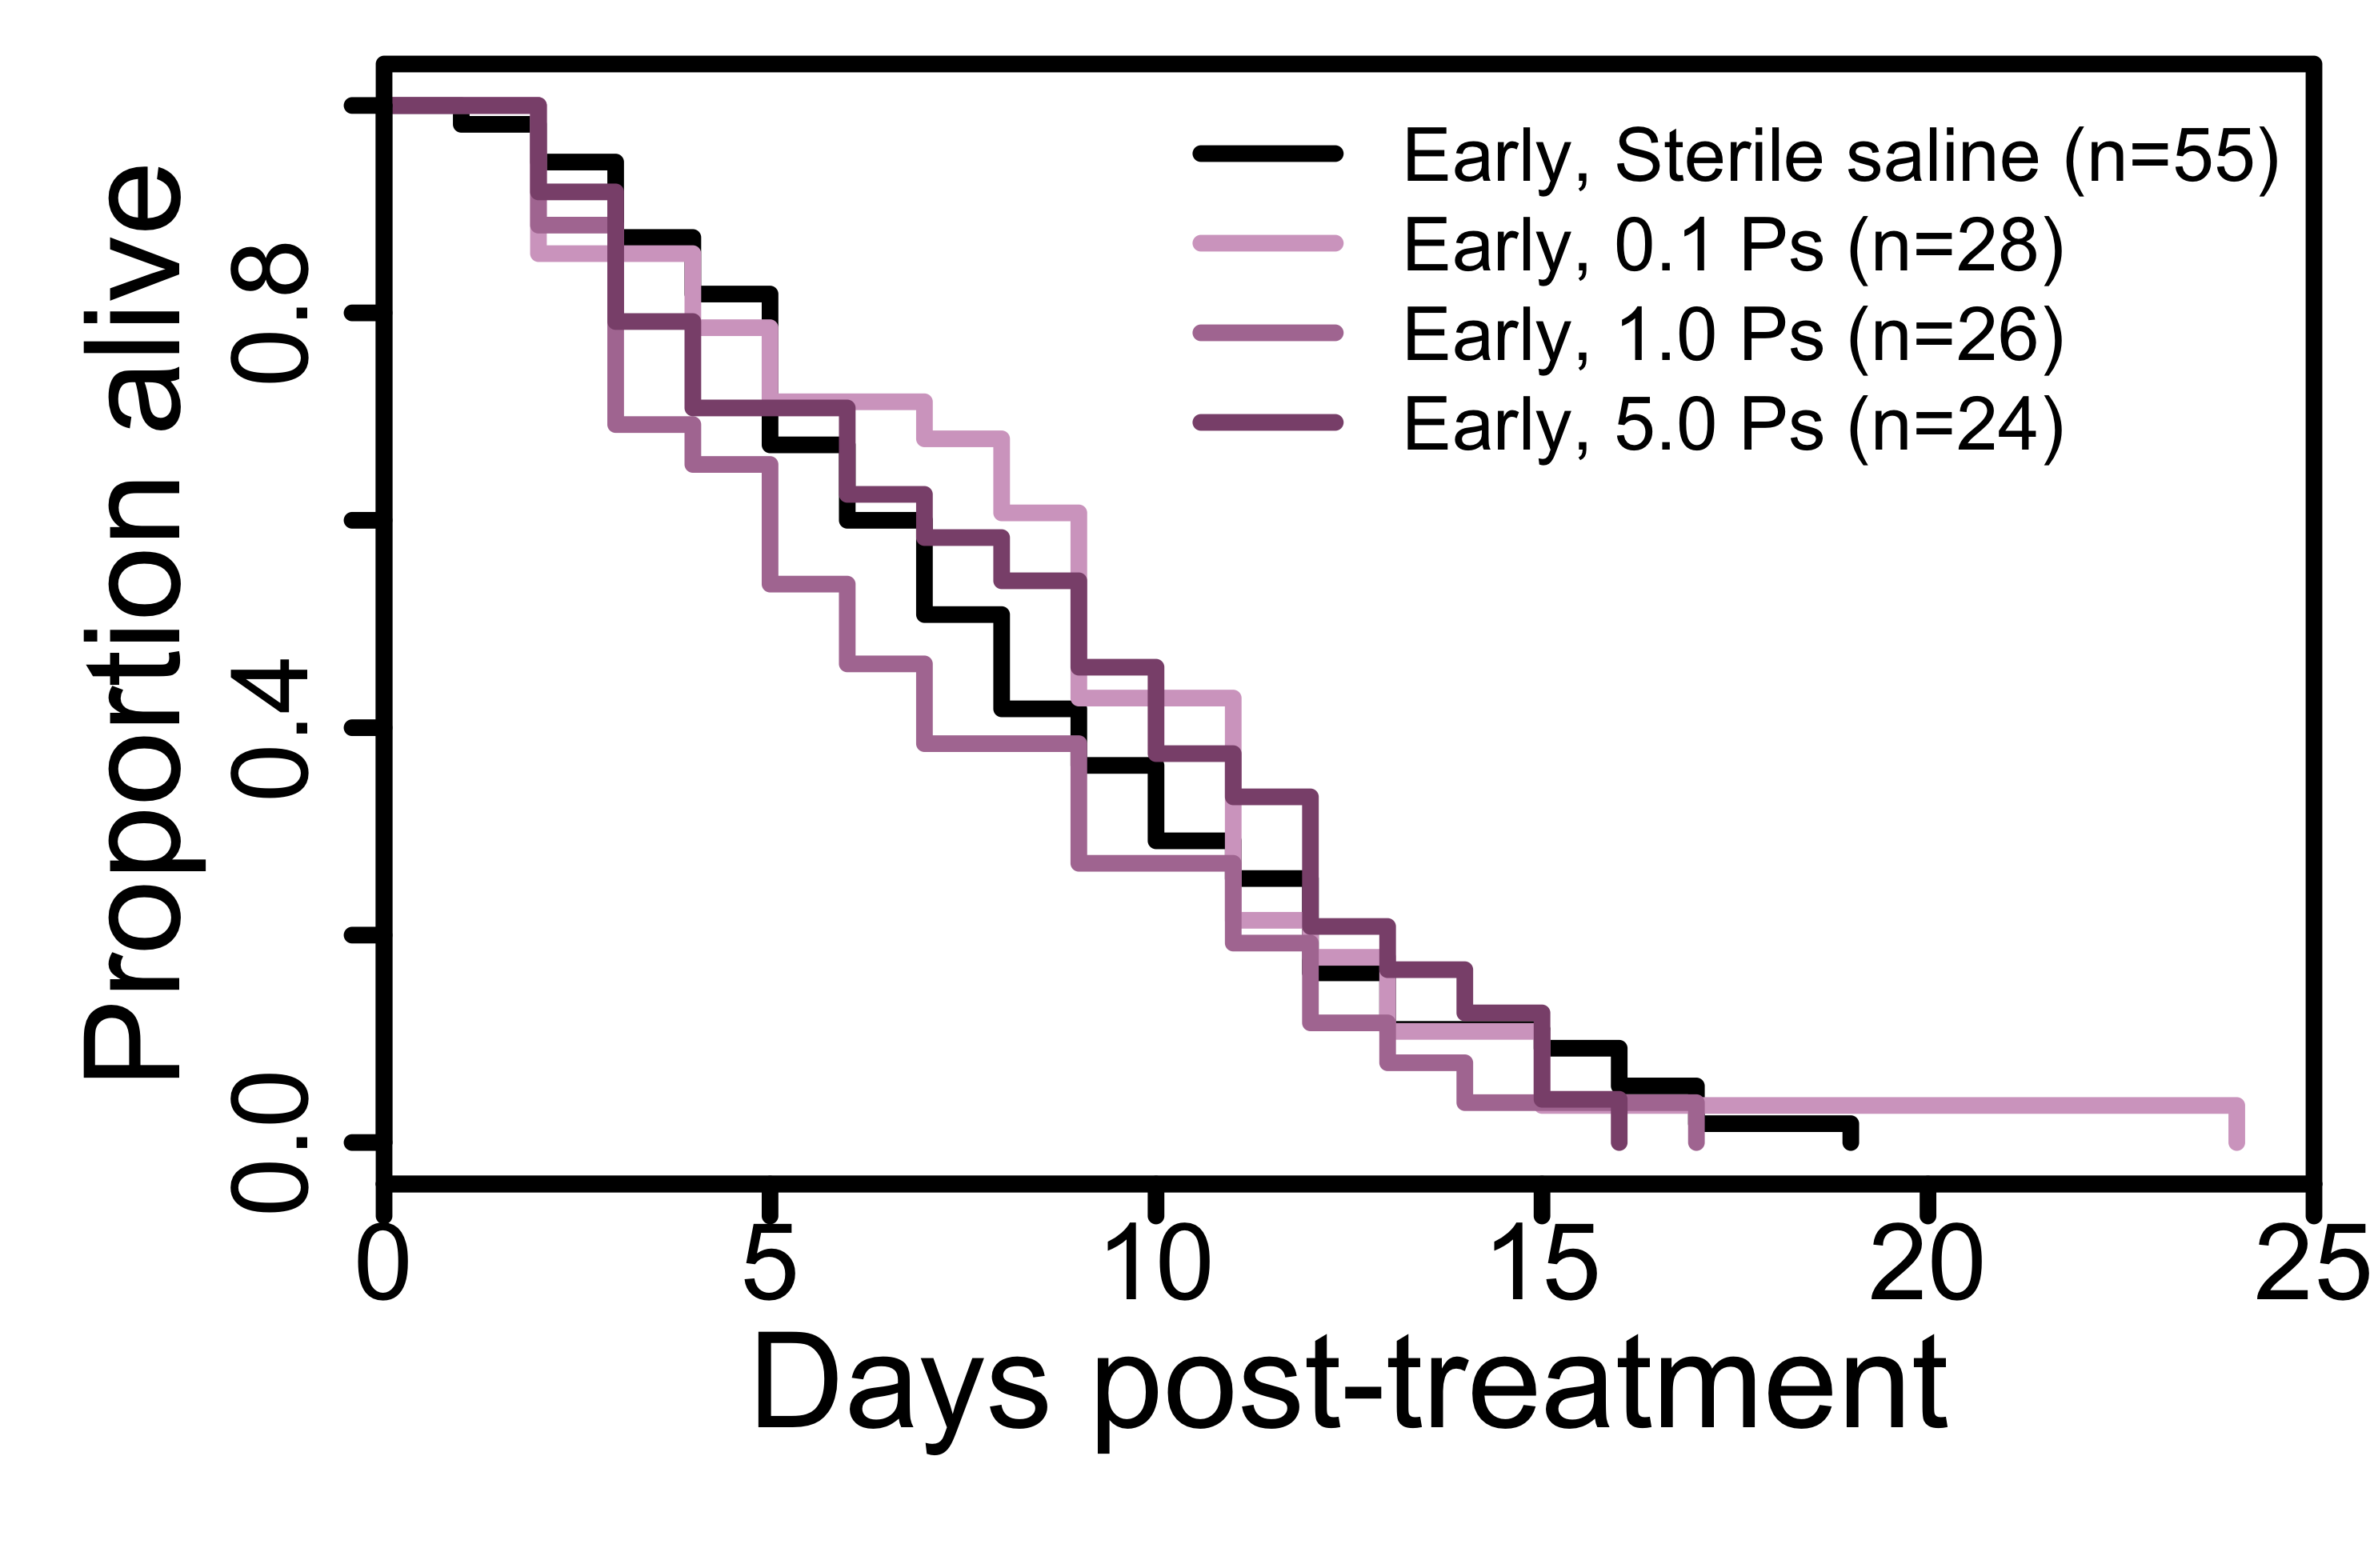 Early, Sterile saline (n=55)
Early, 0.1 Ps (n=28)
Early, 1.0 Ps (n=26)
Early, 5.0 Ps (n=24)
Proportion alive
0.8
0.4
0.0
0 5 10 15 20 25
Days post-treatment